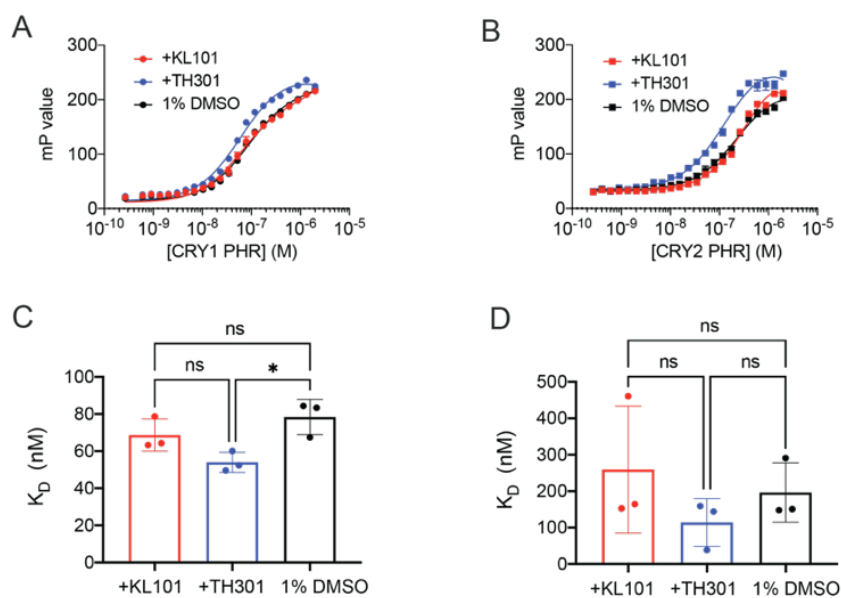 A
mP value
300
200
100
0
+KL101
+TH301
1% DMSO
10-10
10-9
10-8
10-7
10-6
10-5
[CRY1 PHR] (M)
B
mP value
300
200
100
0
+KL101
+TH301
1% DMSO
10-10
10-9
10-8
10-7
10-6
10-5
[CRY2 PHR] (M)
C
ns
ns
*
KD (nM)
100
80
60
40
20
0
+KL101
+TH301
1% DMSO
D
ns
ns
ns
KD (nM)
500
400
300
200
100
0
+KL101
+TH301
1% DMSO